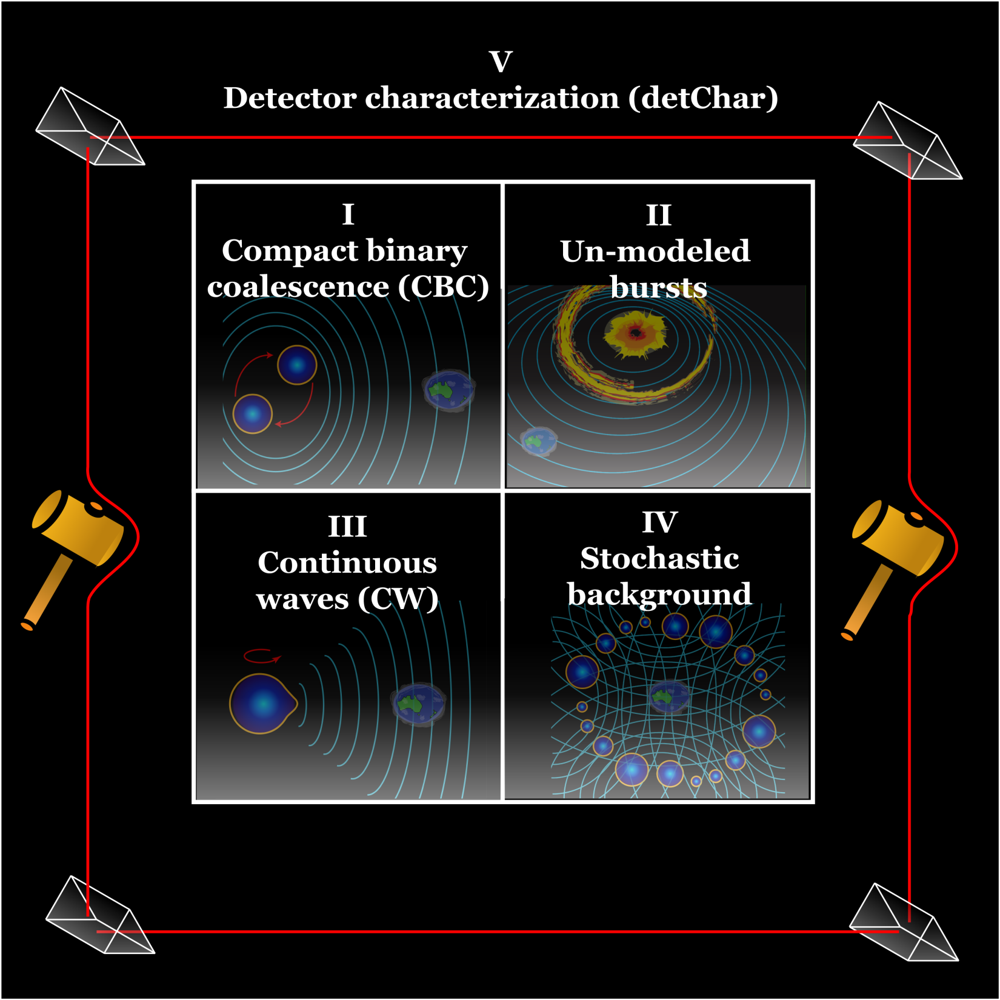 V
Detector characterization (detChar)
I
Compact binary
coalescence (CBC)
II
Un-modeled
bursts
III
Continuous
waves (CW)
IV
Stochastic
background